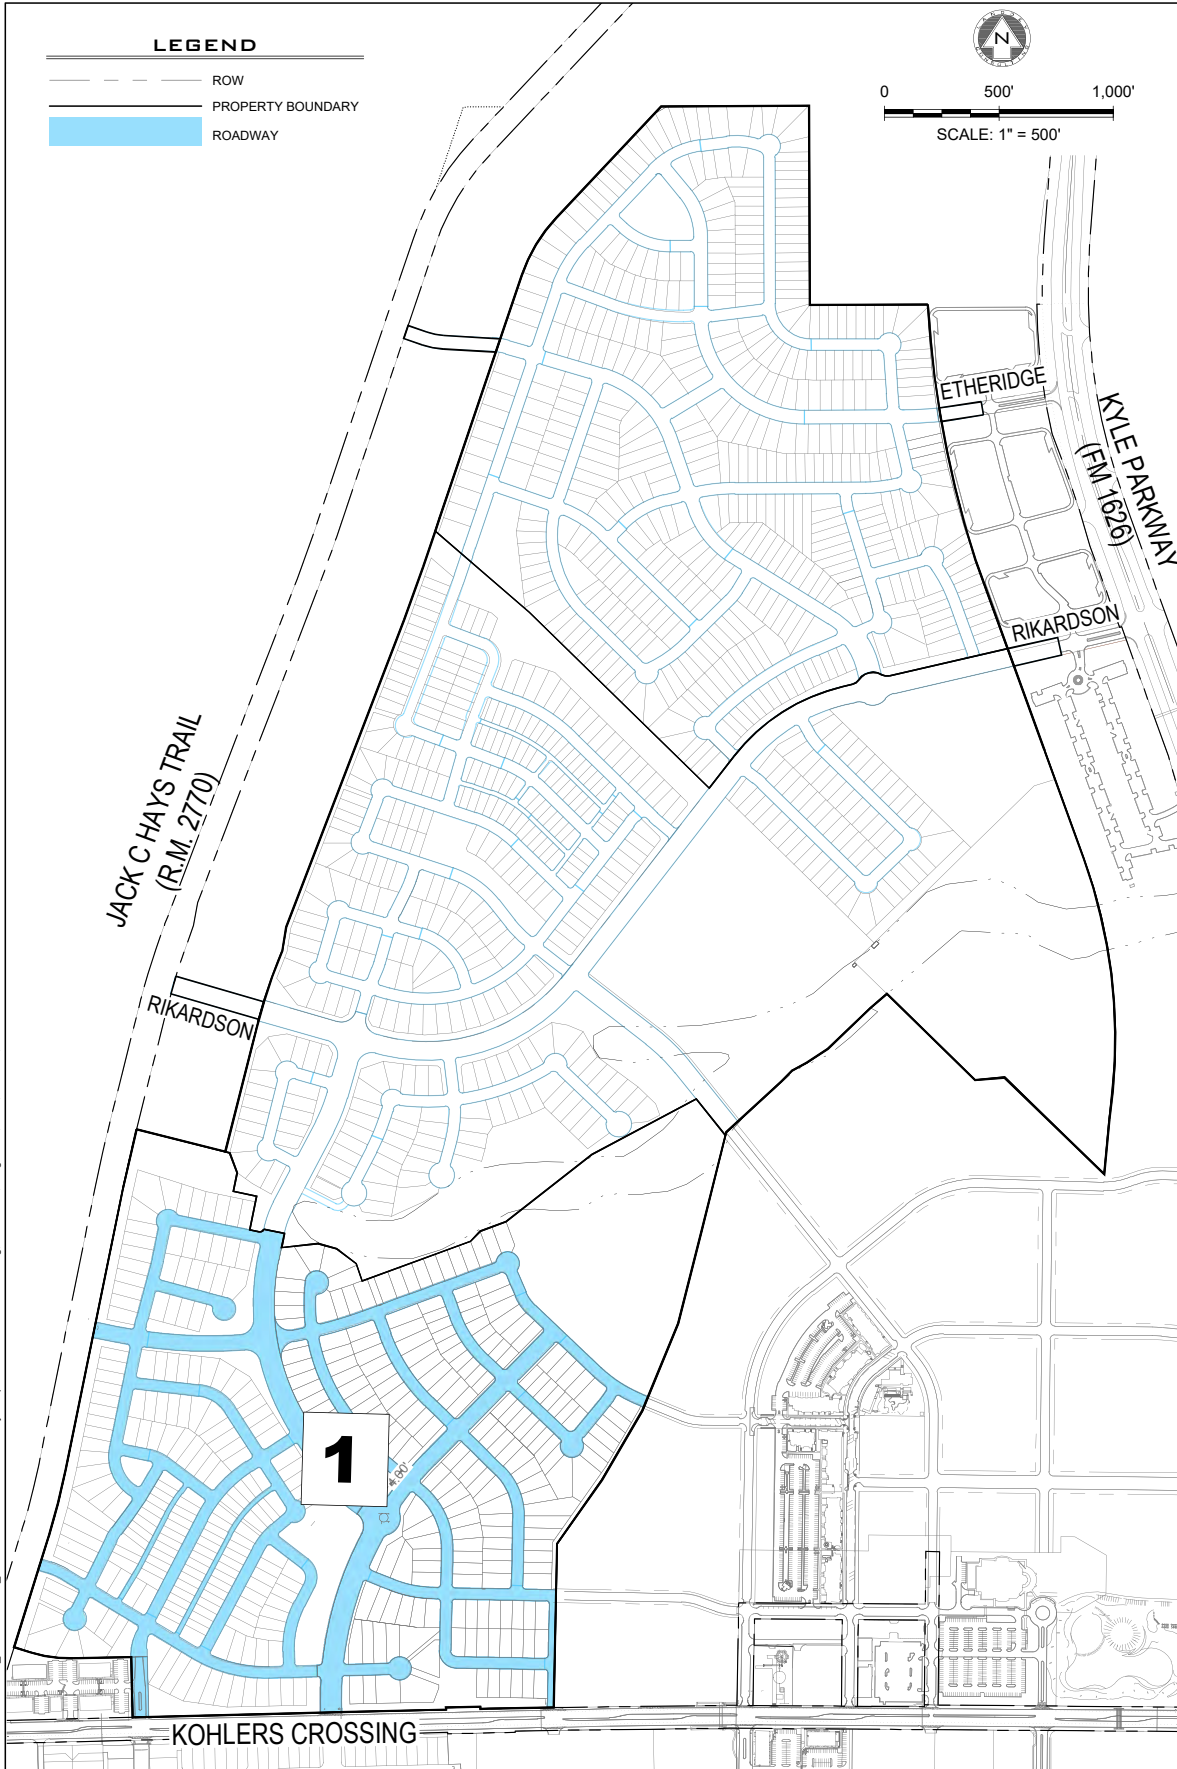 LEGEND
ROW
PROPERTY BOUNDARY
ROADWAY
N
0 500' 1,000'
SCALE: 1" = 500'
ETHERIDGE
KYLE PARKWAY
(FM 1626)
RIKARDSON
JACK C HAYS TRAIL
(R.M. 2770)
RIKARDSON
1
KOHLERS CROSSING